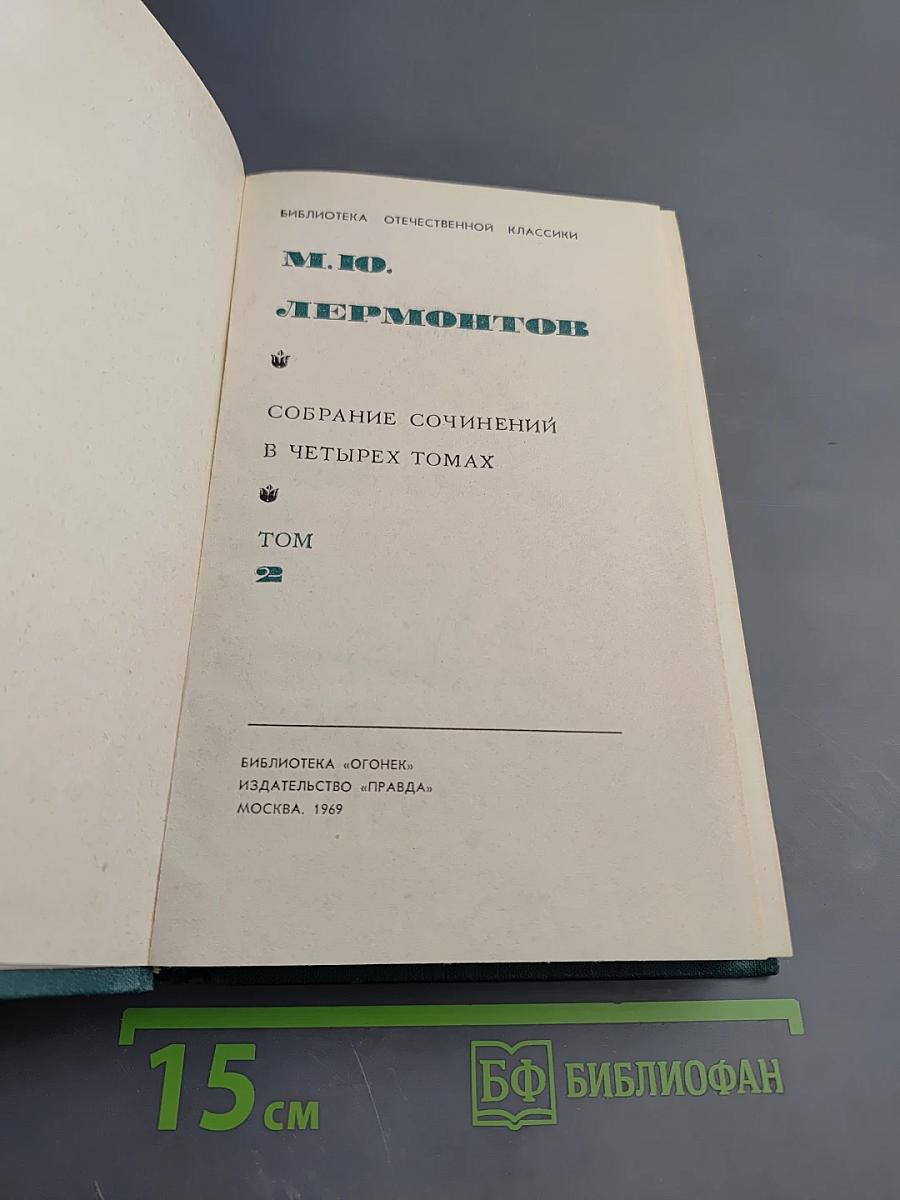 БИБЛИОТЕКА ОТЕЧЕСТВЕННОЙ КЛАССИКИ
М.Ю.
ЛЕРМОНТОВ
СОБРАНИЕ СОЧИНЕНИЙ
В ЧЕТЫРЕХ ТОМАХ
ТОМ
2
БИБЛИОТЕКА «ОГОНЕК»
ИЗДАТЕЛЬСТВО «ПРАВДА»
МОСКВА. 1969
15 см
БФ БИБЛИОФАН